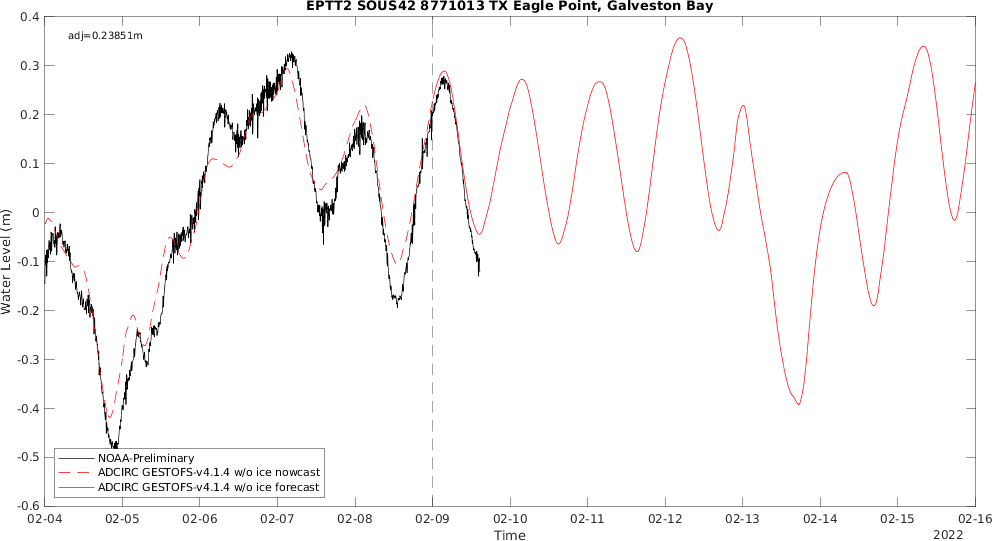 EPTT2 SOUS42 8771013 TX Eagle Point, Galveston Bay
adj=0.23851m
0.4
0.3
0.2
0.1
0
-0.1
-0.2
-0.3
-0.4
-0.5
-0.6
Water Level (m)
NOAA-Preliminary
ADCIRC GESTOFS-v4.1.4 w/o ice nowcast
ADCIRC GESTOFS-v4.1.4 w/o ice forecast
02-04 02-05 02-06 02-07 02-08 02-09 02-10 02-11 02-12 02-13 02-14 02-15 02-16
Time
2022